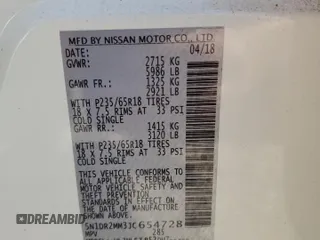 MFD BY NISSAN MOTOR CO., LTD.
DATE: 04/18
GVWR: 2715 KG
5986 LB
GAWR FR.: 1325 KG
2921 LB
WITH P235/65R18 TIRES
18 X 7.5 RIMS AT 33 PSI
COLD SINGLE
GAWR RR.: 1415 KG
3120 LB
WITH P235/65R18 TIRES
18 X 7.5 RIMS AT 33 PSI
COLD SINGLE
THIS VEHICLE CONFORMS TO
ALL APPLICABLE FEDERAL
MOTOR VEHICLE SAFETY
STANDARDS IN EFFECT ON THE
DATE OF MANUFACTURE
SHOWN ABOVE.
5N1DR2MM3JC654728
MPV 285
DREAMBID